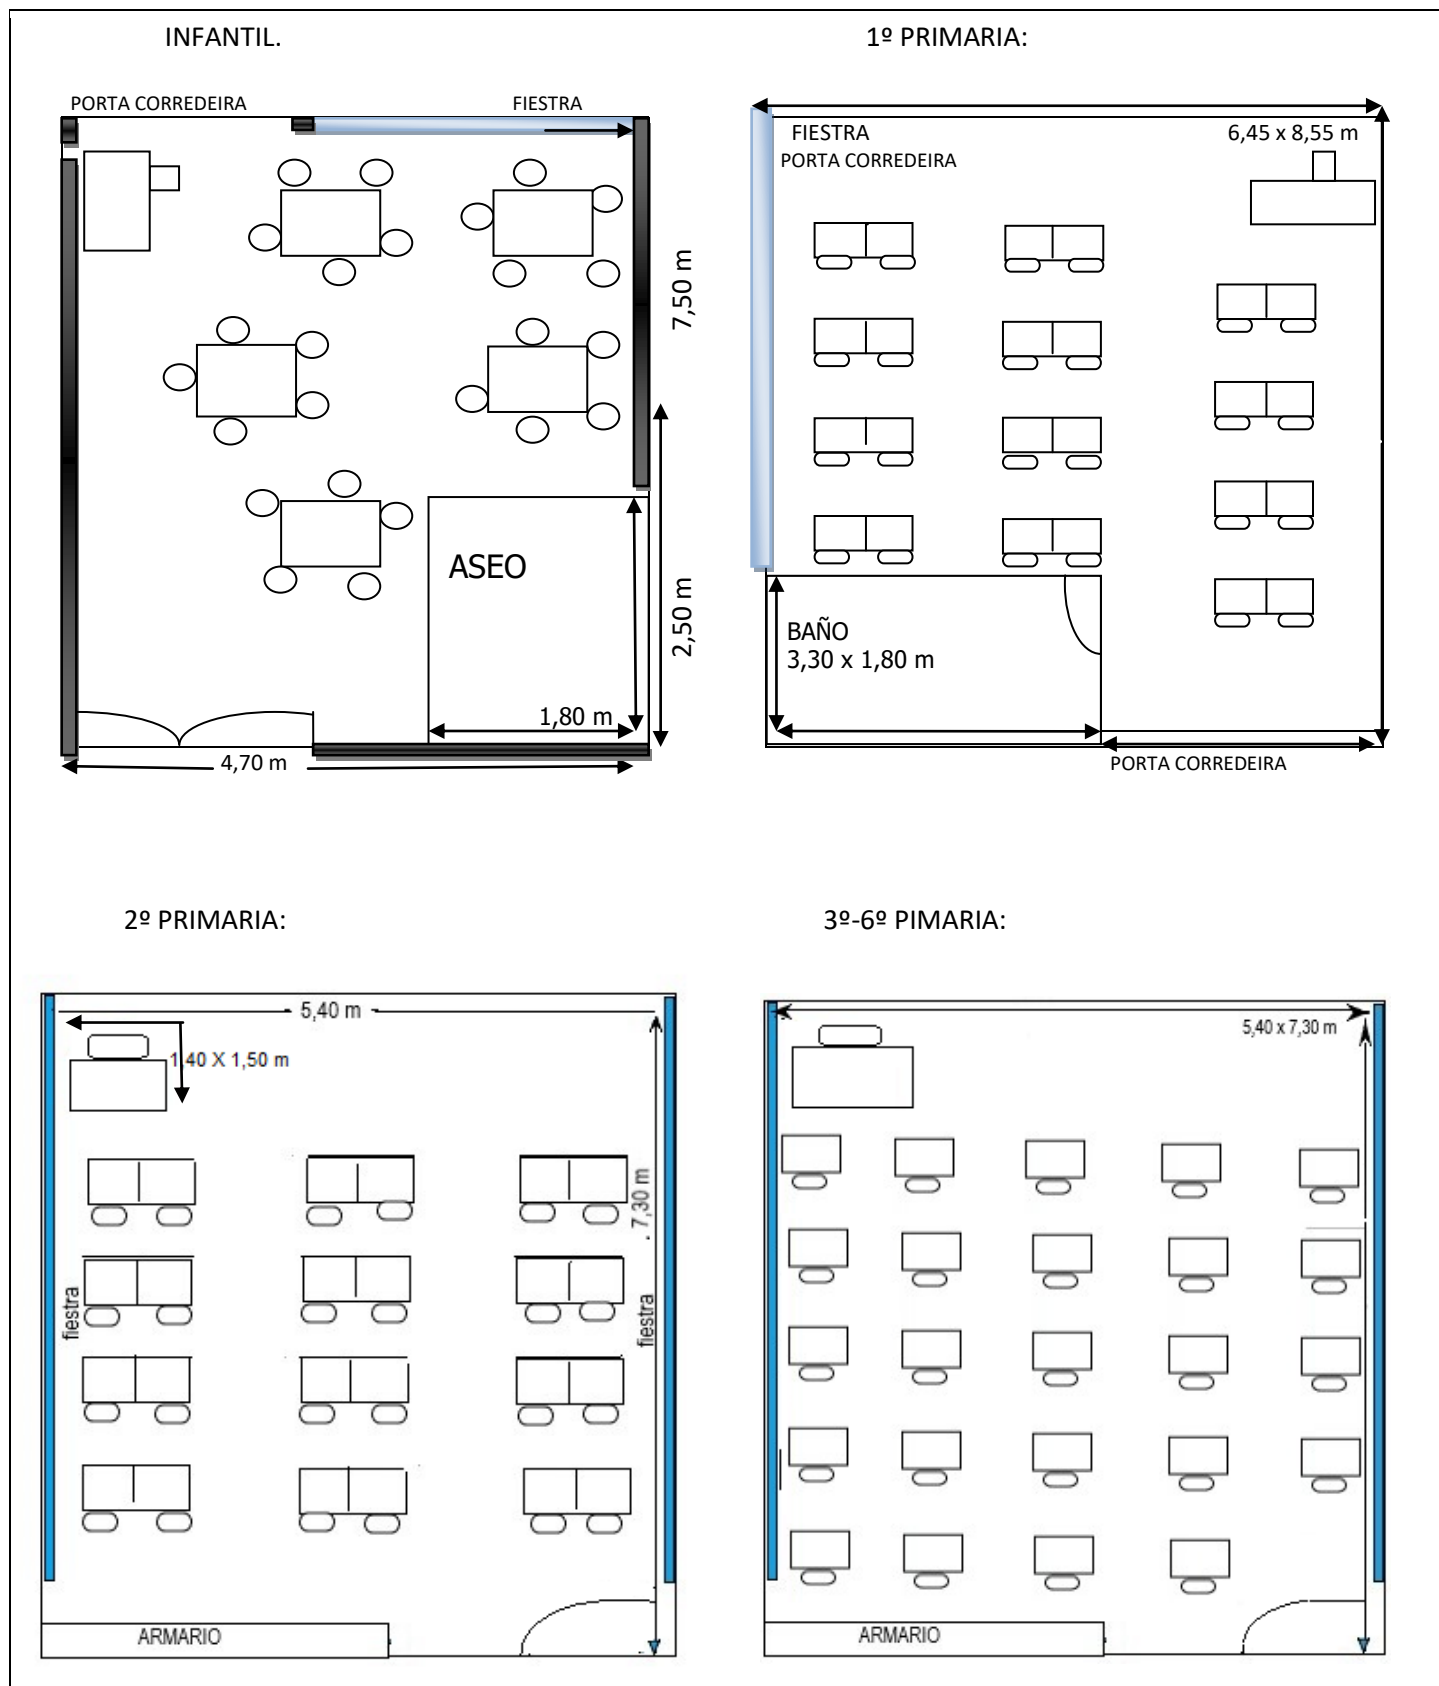 INFANTIL.
1º PRIMARIA:
PORTA CORREDEIRA
FIESTRA
7,50 m
ASEO
2,50 m
1,80 m
4,70 m
FIESTRA
PORTA CORREDEIRA
6,45 x 8,55 m
BAÑO
3,30 x 1,80 m
PORTA CORREDEIRA
2º PRIMARIA:
3º-6º PIMARIA:
5,40 m
1,40 X 1,50 m
7,30 m
fiestra
fiestra
ARMARIO
5,40 x 7,30 m
ARMARIO